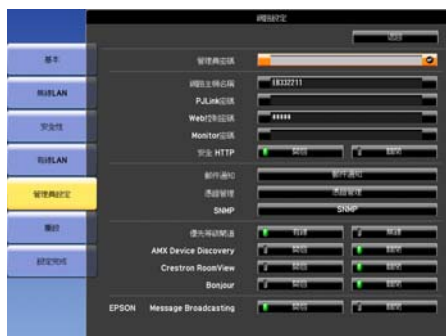 網路設定
返回
基本
無線LAN
安全性
有線LAN
管理員設定
重設
設定完成
管理員密碼
網路主機名稱 EB332211
PJLink密碼
Web控制密碼 *****
Monitor密碼
安全 HTTP 開啟 關閉
郵件通知 郵件通知
憑證管理 憑證管理
SNMP SNMP
優先等級閘道 有線 無線
AMX Device Discovery 開啟 關閉
Crestron RoomView 開啟 關閉
Bonjour 開啟 關閉
EPSON Message Broadcasting 開啟 關閉